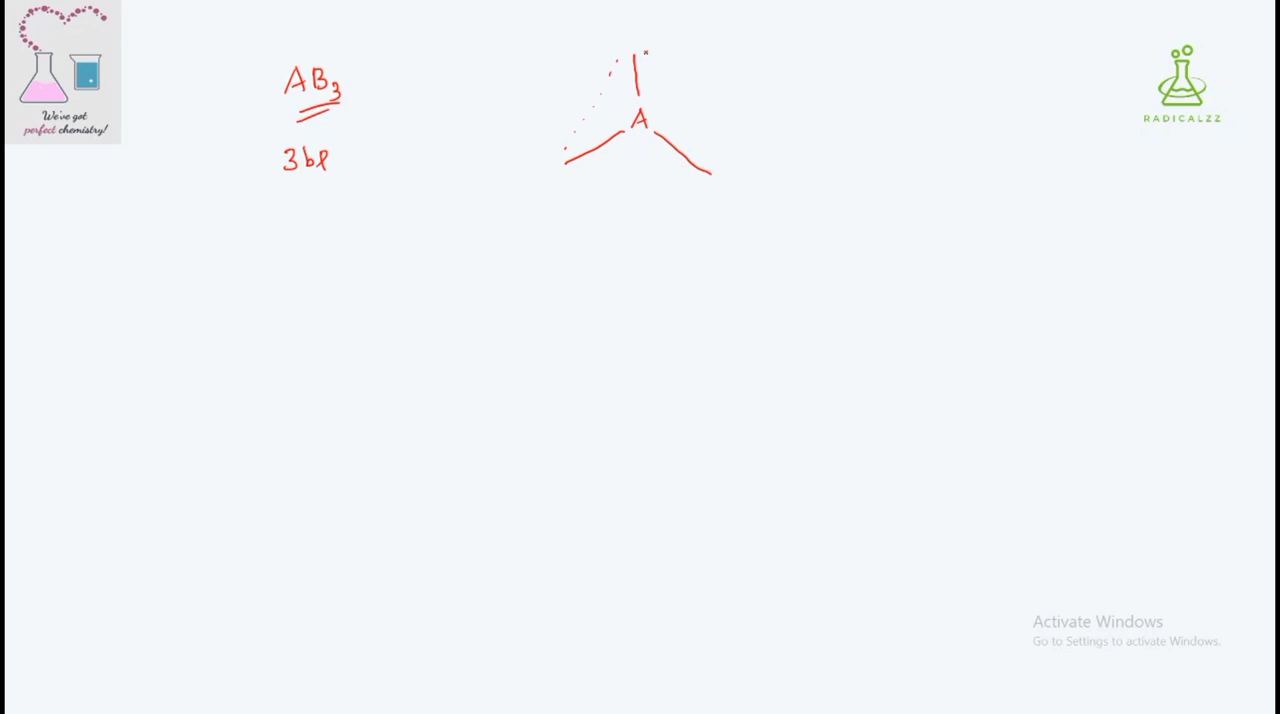 AB3
3bp
A
We've got
perfect chemistry!
RADICALZZ
Activate Windows
Go to Settings to activate Windows.